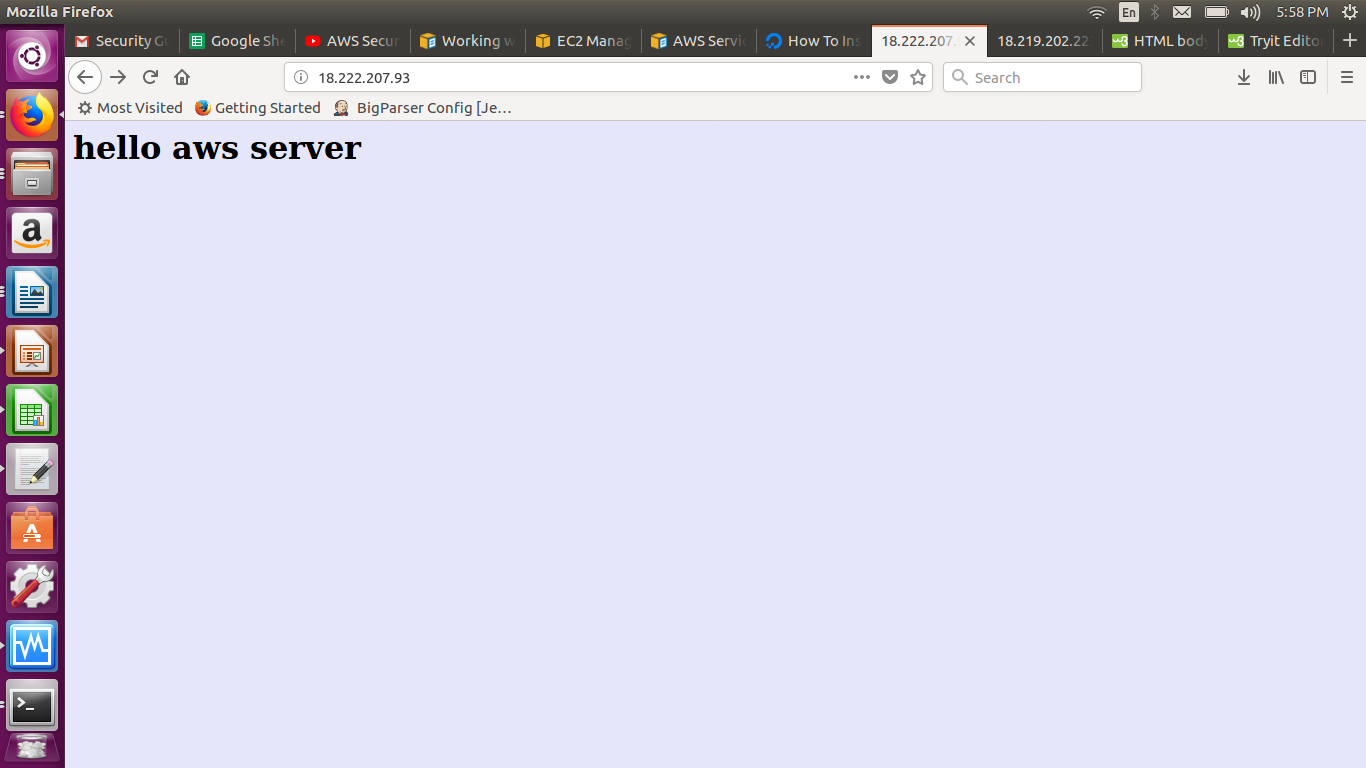 Mozilla Firefox
En
5:58 PM
Security Gu
Google She
AWS Secur
Working w
EC2 Manag
AWS Servic
How To Ins
18.222.207.
18.219.202.22
HTML body
Tryit Edito
18.222.207.93
Search
Most Visited
Getting Started
BigParser Config [Je…
hello aws server